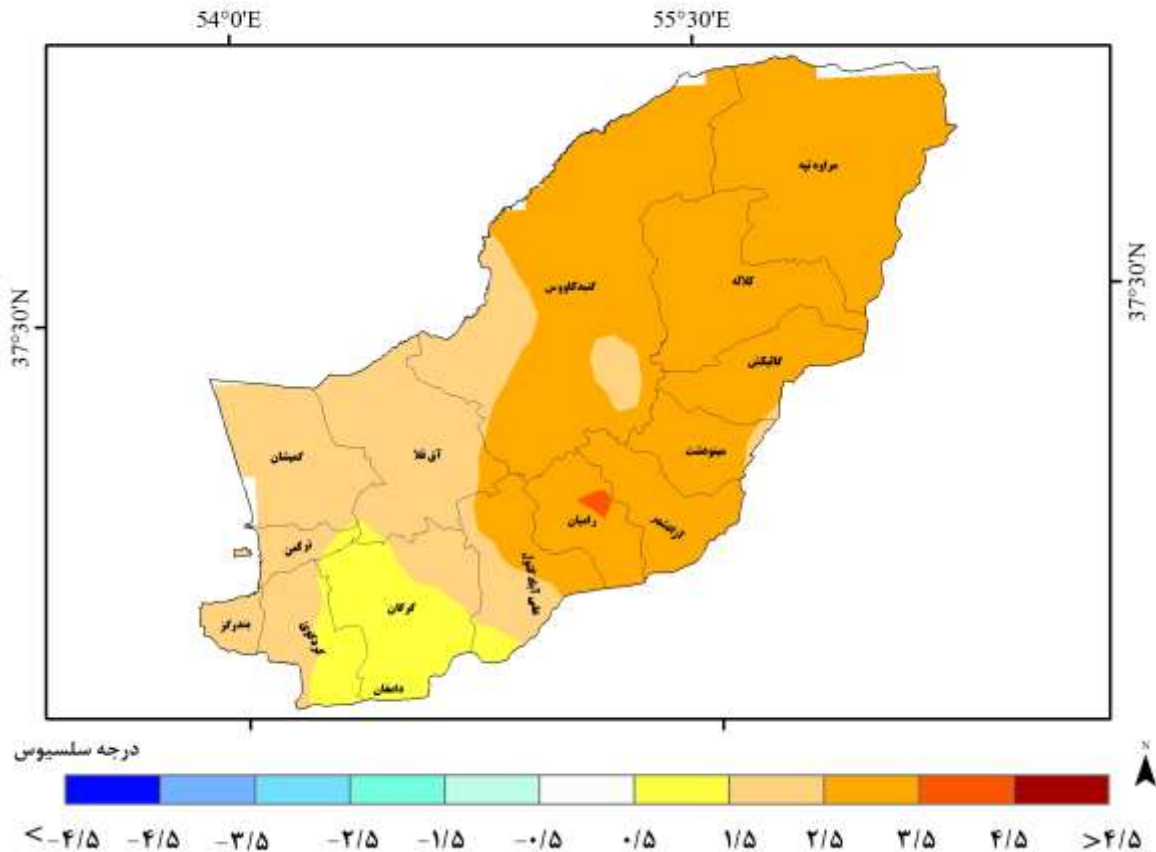 54°0'E 55°30'E
مراوه تپه
37°30'N
کلاله
گنبدکاووس
37°30'N
گالیکش
مینودشت
آق قلا
گمیشان
رامیان
آزادشهر
ترکمن
علی آباد کتول
گرگان
بندرگز
کردکوی
دامغان
درجه سلسیوس
N
<-۴/۵ -۴/۵ -۳/۵ -۲/۵ -۱/۵ -۰/۵ ۰/۵ ۱/۵ ۲/۵ ۳/۵ ۴/۵ >۴/۵